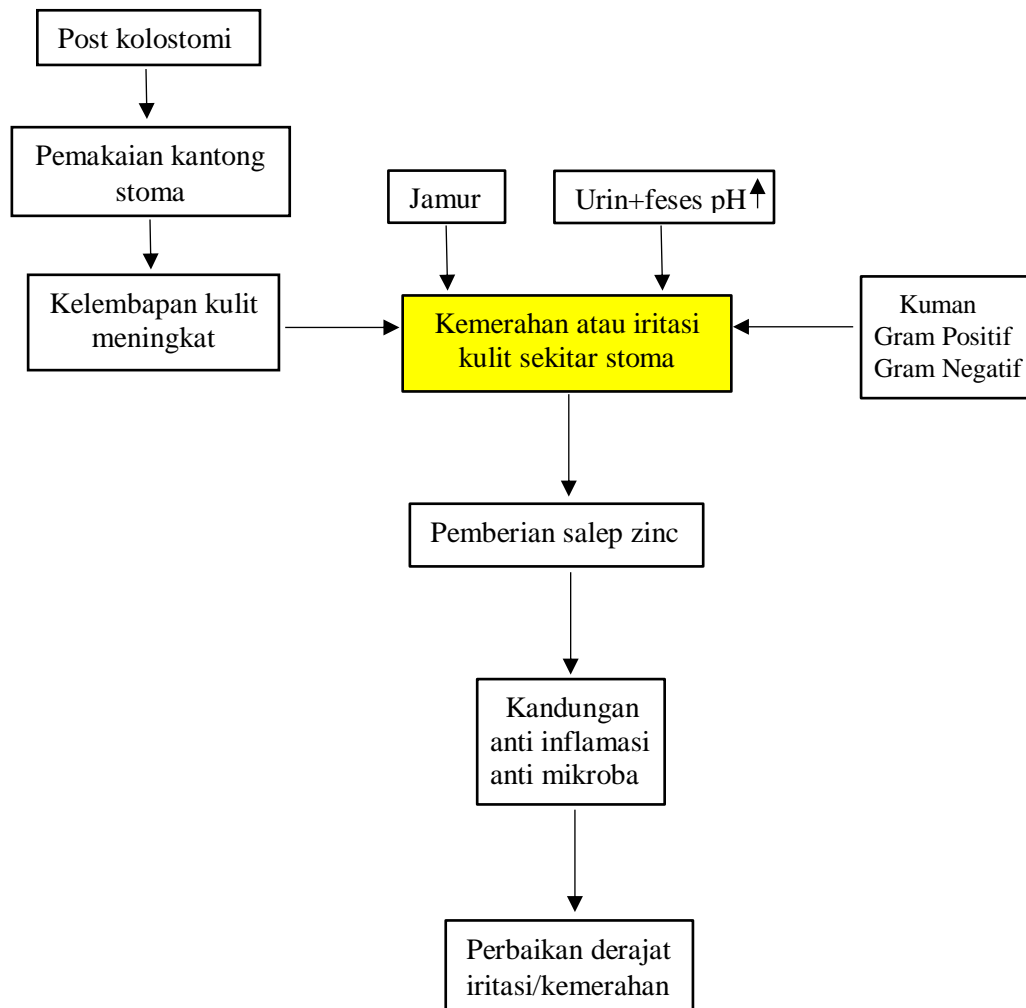 Post kolostomi
Pemakaian kantong
stoma
Jamur
Urin+feses pH
Kelembapan kulit
meningkat
Kemerahan atau iritasi
kulit sekitar stoma
Kuman
Gram Positif
Gram Negatif
Pemberian salep zinc
Kandungan
anti inflamasi
anti mikroba
Perbaikan derajat
iritasi/kemerahan